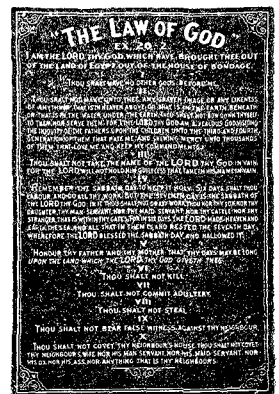 "THE LAW OF GOD"
EX. 20.
I AM THE LORD THY GOD, WHICH HAVE BROUGHT THEE OUT
OF THE LAND OF EGYPT, OUT OF THE HOUSE OF BONDAGE.
I
THOU SHALT HAVE NO OTHER GODS BEFORE ME.
II
THOU SHALT NOT MAKE UNTO THEE ANY GRAVEN IMAGE, OR ANY LIKENESS
OF ANYTHING THAT IS IN HEAVEN ABOVE, OR THAT IS IN THE EARTH BENEATH,
OR THAT IS IN THE WATER UNDER THE EARTH. THOU SHALT NOT BOW DOWN THYSELF
TO THEM, NOR SERVE THEM: FOR I THE LORD THY GOD AM A JEALOUS GOD, VISITING
THE INIQUITY OF THE FATHERS UPON THE CHILDREN UNTO THE THIRD AND FOURTH
GENERATION OF THEM THAT HATE ME; AND SHEWING MERCY UNTO THOUSANDS
OF THEM THAT LOVE ME AND KEEP MY COMMANDMENTS.
III
THOU SHALT NOT TAKE THE NAME OF THE LORD THY GOD IN VAIN:
FOR THE LORD WILL NOT HOLD HIM GUILTLESS THAT TAKETH HIS NAME IN VAIN.
REMEMBER THE SABBATH DAY TO KEEP IT HOLY. SIX DAYS SHALT THOU
LABOUR AND DO ALL THY WORK: BUT THE SEVENTH DAY IS THE SABBATH OF
THE LORD THY GOD: IN IT THOU SHALT NOT DO ANY WORK, THOU NOR THY SON, NOR THY
DAUGHTER, THY MAN SERVANT, NOR THY MAID SERVANT, NOR THY CATTLE, NOR THY
STRANGER THAT IS WITHIN THY GATES: FOR IN SIX DAYS THE LORD MADE HEAVEN AND
EARTH, THE SEA, AND ALL THAT IN THEM IS, AND RESTED THE SEVENTH DAY,
WHEREFORE THE LORD BLESSED THE SABBATH DAY, AND HALLOWED IT.
V
HONOUR THY FATHER AND THY MOTHER THAT THY DAYS MAY BE LONG
UPON THE LAND WHICH THE LORD THY GOD GIVETH THEE.
VI
THOU SHALT NOT KILL.
VII
THOU SHALT NOT COMMIT ADULTERY.
VIII
THOU SHALT NOT STEAL.
IX
THOU SHALT NOT BEAR FALSE WITNESS AGAINST THY NEIGHBOUR.
X
THOU SHALT NOT COVET THY NEIGHBOUR'S HOUSE, THOU SHALT NOT COVET
THY NEIGHBOUR'S WIFE, NOR HIS MAN SERVANT, NOR HIS MAID SERVANT, NOR
HIS OX, NOR HIS ASS, NOR ANYTHING THAT IS THY NEIGHBOUR'S.